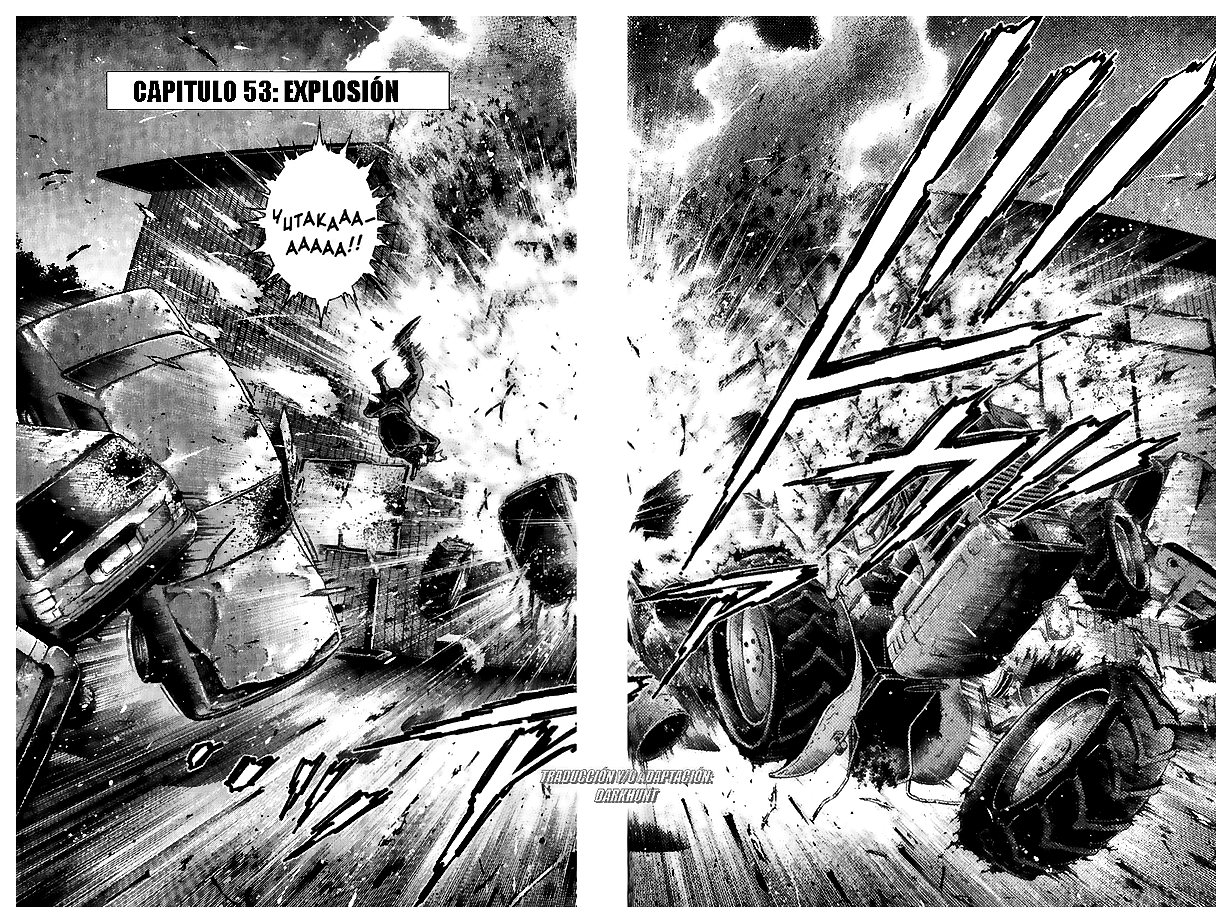 CAPITULO 53: EXPLOSIÓN
YUTAKAAA-
AAAAA!!
TRADUCCIÓN Y/O ADAPTACIÓN:
DARKHUNT